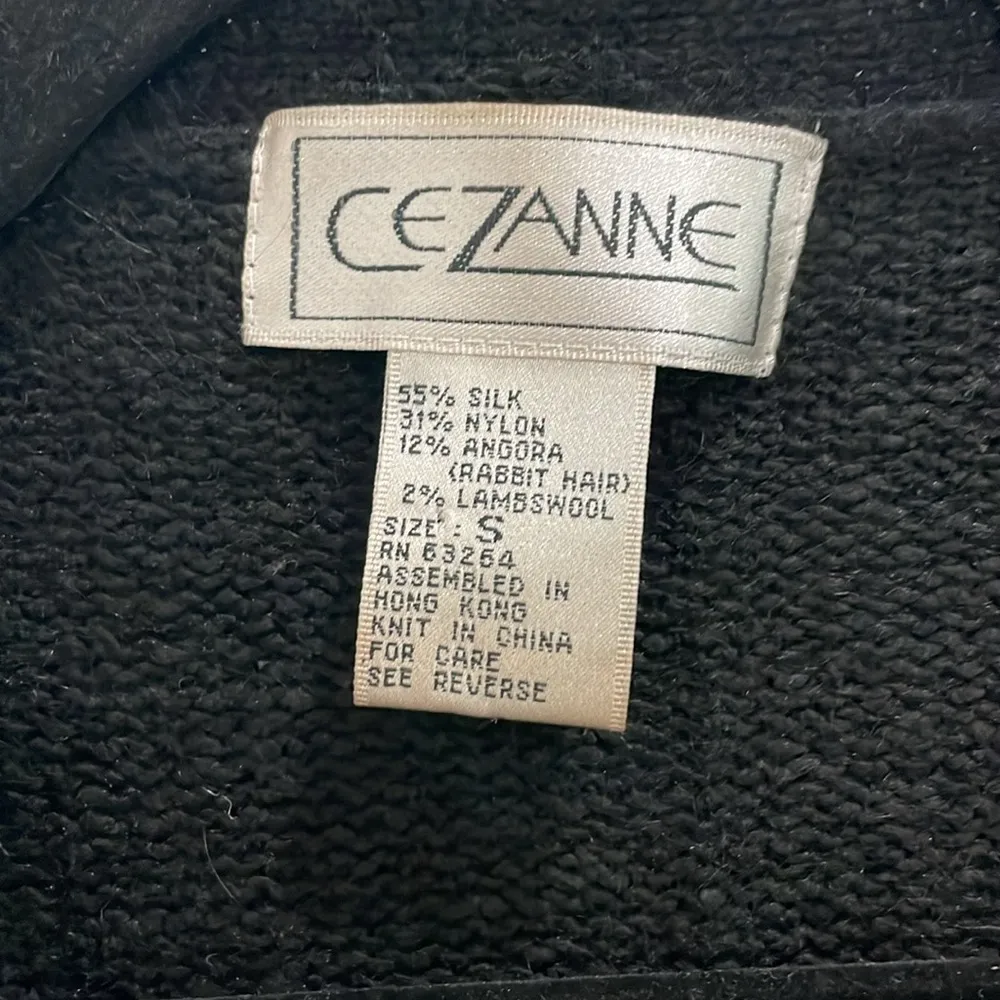 CEZANNE
55% SILK
31% NYLON
12% ANGORA
(RABBIT HAIR)
2% LAMBSWOOL
SIZE : S
RN 63264
ASSEMBLED IN
HONG KONG
KNIT IN CHINA
FOR CARE
SEE REVERSE